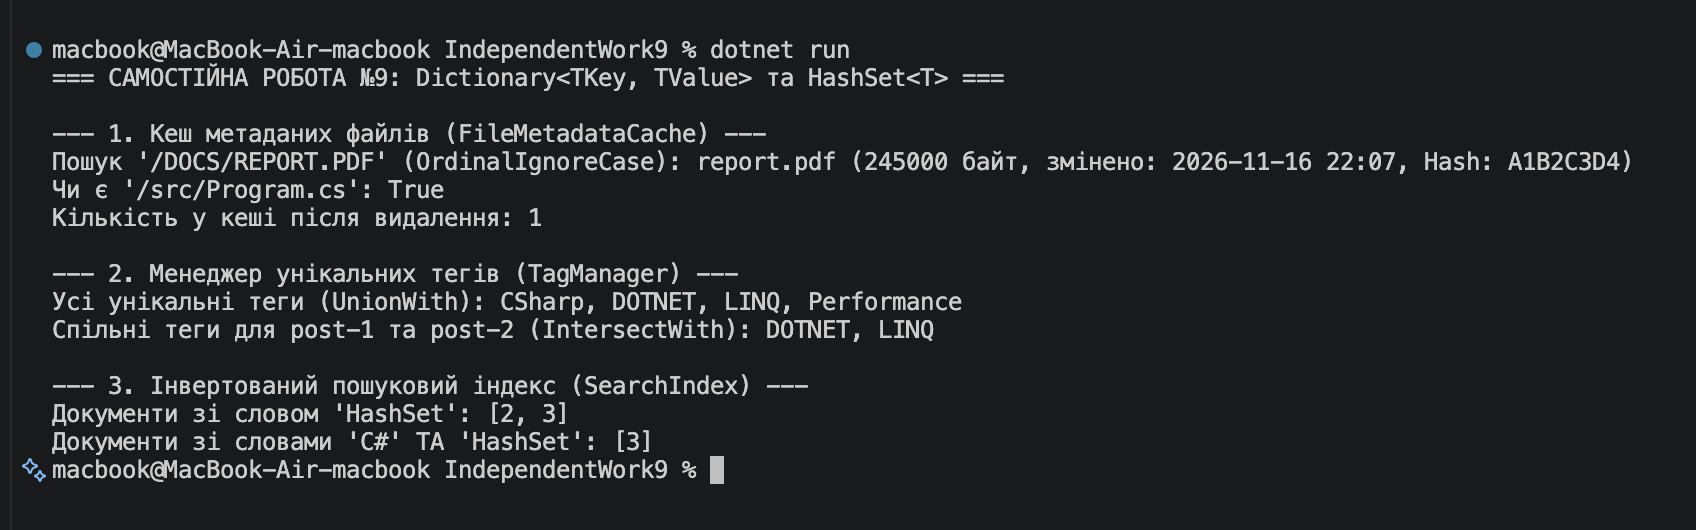 macbook@MacBook-Air-macbook IndependentWork9 % dotnet run
=== САМОСТІЙНА РОБОТА №9: Dictionary<TKey, TValue> та HashSet<T> ===
--- 1. Кеш метаданих файлів (FileMetadataCache) ---
Пошук '/DOCS/REPORT.PDF' (OrdinalIgnoreCase): report.pdf (245000 байт, змінено: 2026-11-16 22:07, Hash: A1B2C3D4)
Чи є '/src/Program.cs': True
Кількість у кеші після видалення: 1
--- 2. Менеджер унікальних тегів (TagManager) ---
Усі унікальні теги (UnionWith): CSharp, DOTNET, LINQ, Performance
Спільні теги для post-1 та post-2 (IntersectWith): DOTNET, LINQ
--- 3. Інвертований пошуковий індекс (SearchIndex) ---
Документи зі словом 'HashSet': [2, 3]
Документи зі словами 'C#' ТА 'HashSet': [3]
macbook@MacBook-Air-macbook IndependentWork9 %